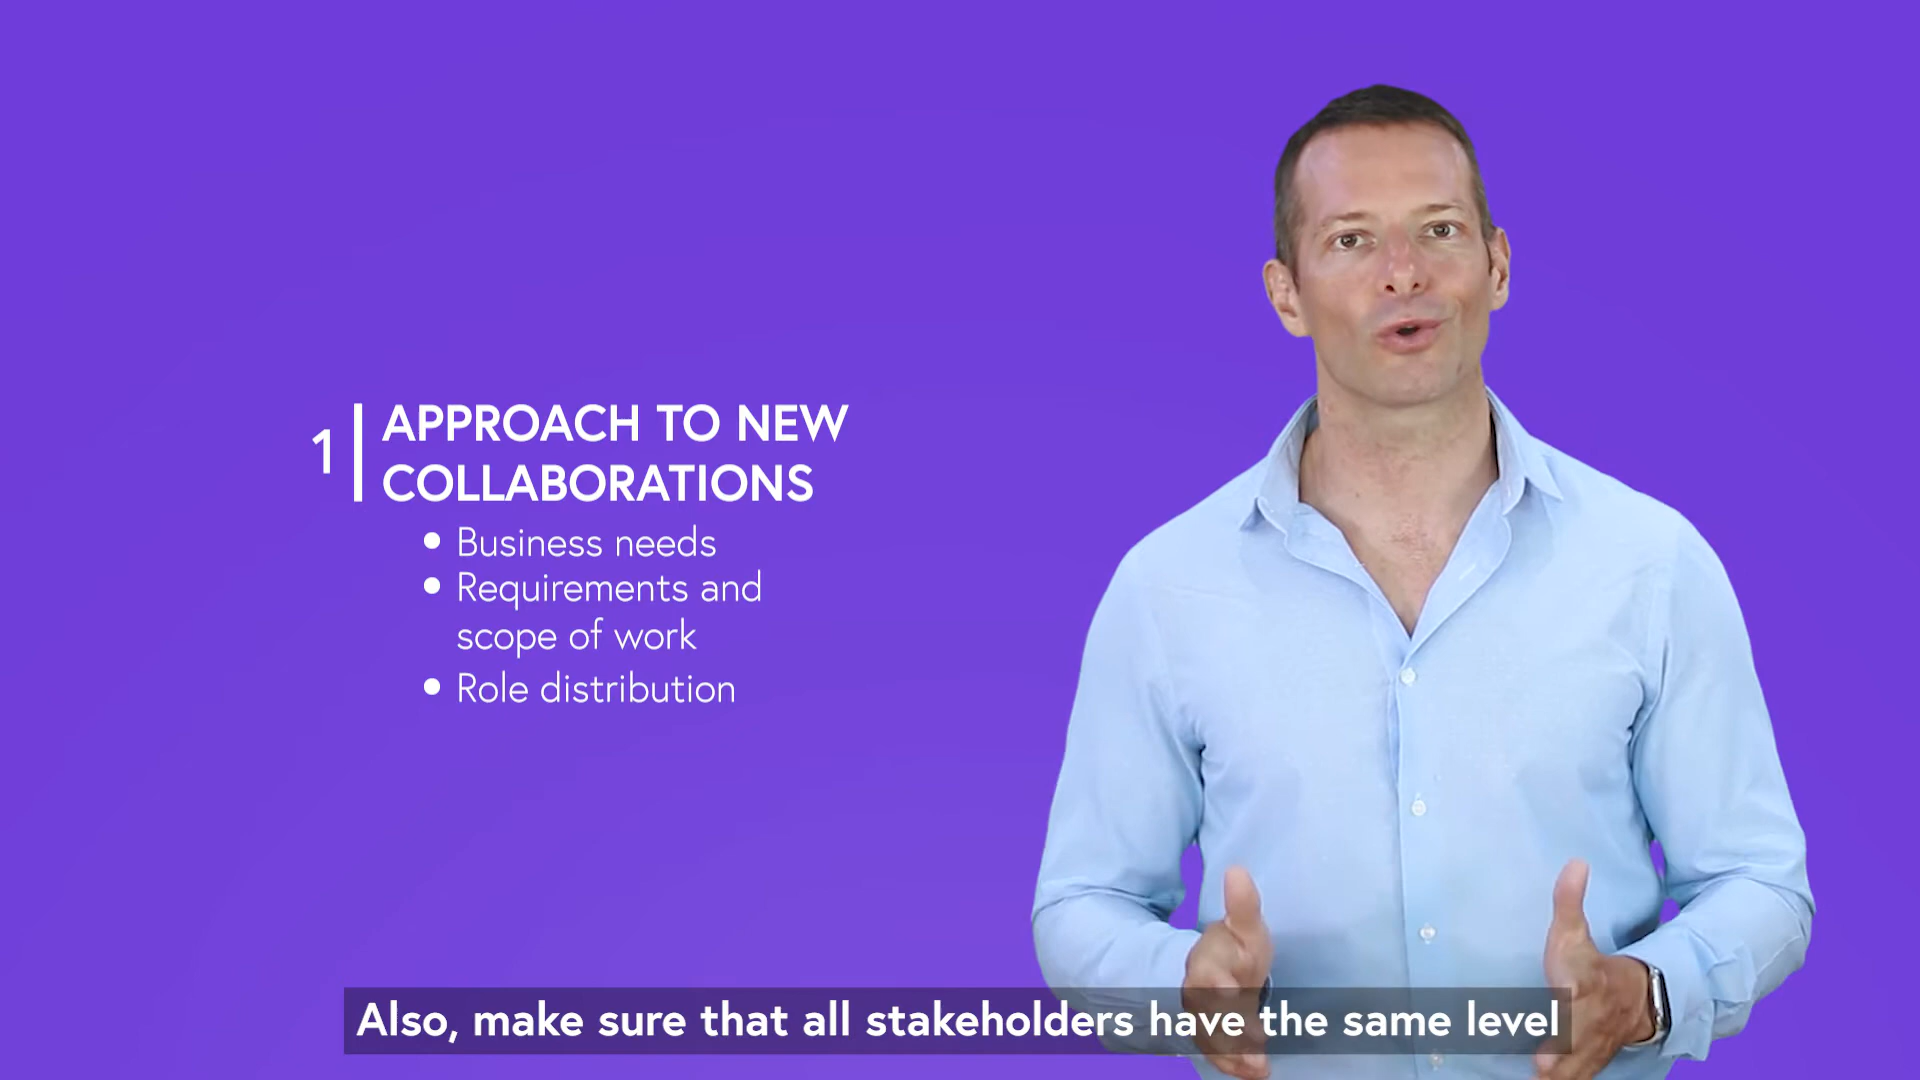 1
APPROACH TO NEW
COLLABORATIONS
• Business needs
• Requirements and
scope of work
• Role distribution
Also, make sure that all stakeholders have the same level